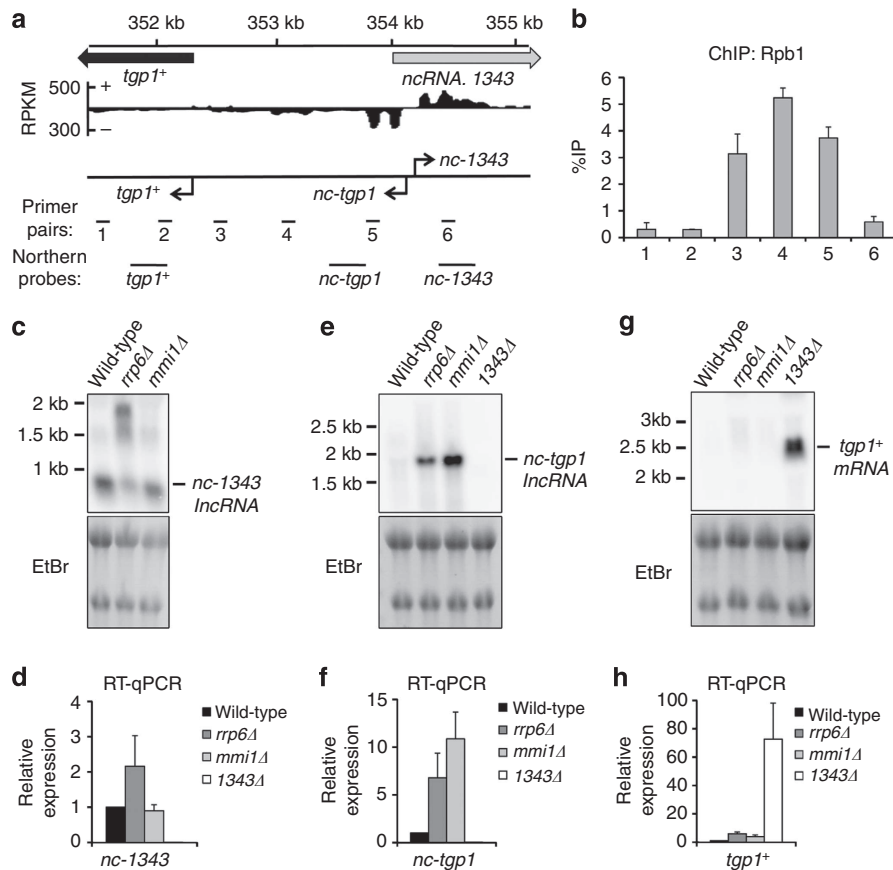 a
352 kb 353 kb 354 kb 355 kb
tgp1+ ncRNA. 1343
RPKM
500 +
300 –
nc-1343
tgp1+ nc-tgp1
Primer
pairs:
1 2 3 4 5 6
Northern
probes:
tgp1+ nc-tgp1 nc-1343
b
ChIP: Rpb1
%IP
6
5
4
3
2
1
0
1 2 3 4 5 6
c
Wild-type rrp6Δ mmi1Δ
2 kb
1.5 kb
1 kb
nc-1343
lncRNA
EtBr
e
Wild-type rrp6Δ mmi1Δ 1343Δ
2.5 kb
2 kb
1.5 kb
nc-tgp1
lncRNA
EtBr
g
Wild-type rrp6Δ mmi1Δ 1343Δ
3kb
2.5 kb
2 kb
tgp1+
mRNA
EtBr
d
RT-qPCR
Relative
expression
4
3
2
1
0
Wild-type
rrp6Δ
mmi1Δ
1343Δ
nc-1343
f
RT-qPCR
Relative
expression
15
10
5
0
Wild-type
rrp6Δ
mmi1Δ
1343Δ
nc-tgp1
h
RT-qPCR
Relative
expression
100
80
60
40
20
0
Wild-type
rrp6Δ
mmi1Δ
1343Δ
tgp1+